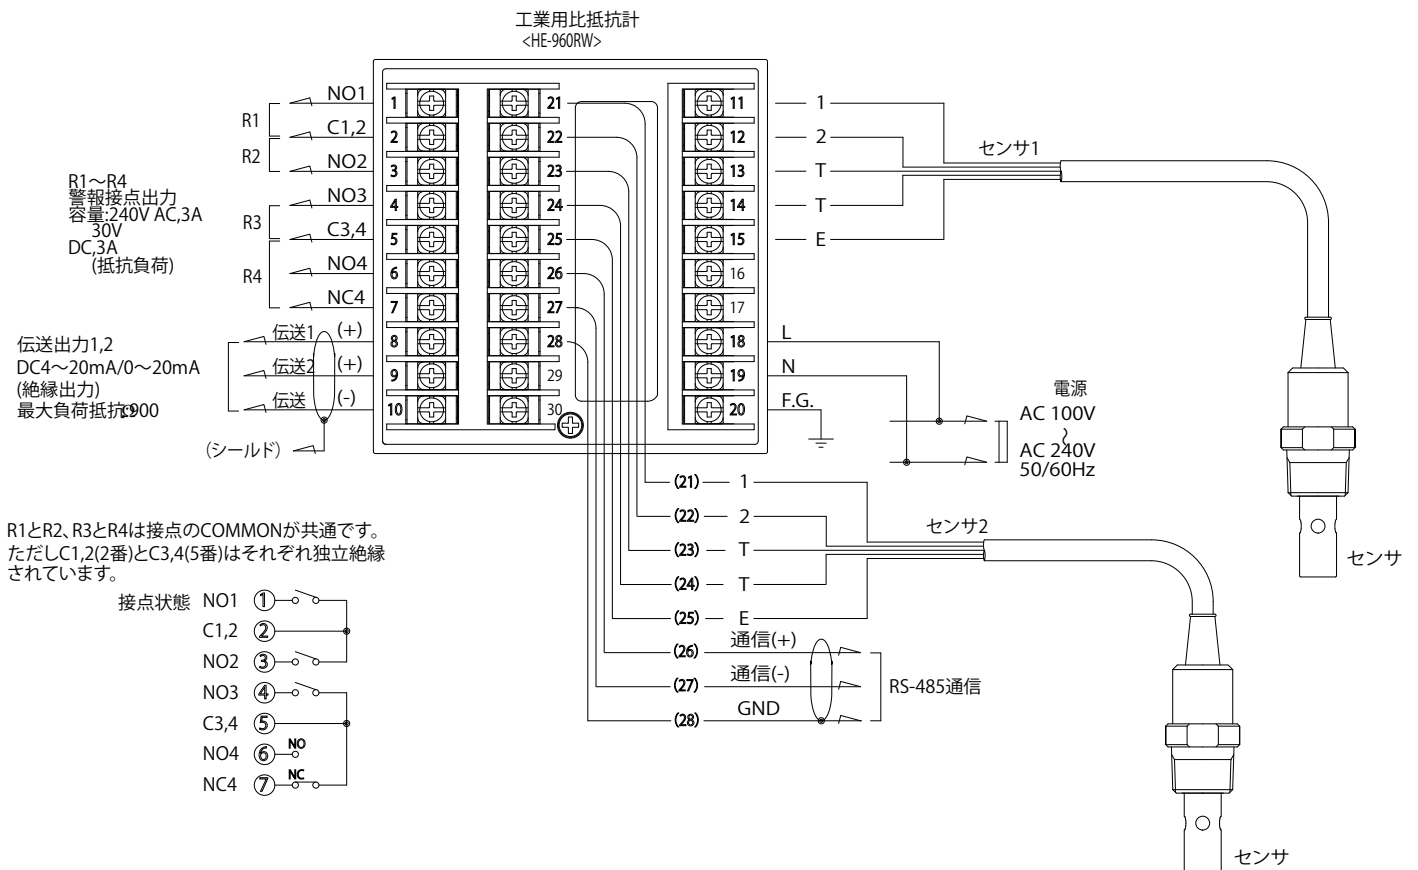 工業用比抵抗計
<HE-960RW>
NO1
C1,2
NO2
NO3
C3,4
NO4
NC4
R1
R2
R3
R4
R1～R4
警報接点出力
容量:240V AC,3A
30V
DC,3A
(抵抗負荷)
伝送1 (+)
伝送2 (+)
伝送 (-)
伝送出力1,2
DC4～20mA/0～20mA
(絶縁出力)
最大負荷抵抗:900
(シールド)
1
2
3
4
5
6
7
8
9
10
21
22
23
24
25
26
27
28
29
30
11
12
13
14
15
16
17
18
19
20
1
2
T
T
E
センサ1
L
N
F.G.
電源
AC 100V
～
AC 240V
50/60Hz
センサ
(21) 1
(22) 2
(23) T
(24) T
(25) E
(26) 通信(+)
(27) 通信(-)
(28) GND
センサ2
RS-485通信
センサ
R1とR2、R3とR4は接点のCOMMONが共通です。
ただしC1,2(2番)とC3,4(5番)はそれぞれ独立絶縁
されています。
接点状態 NO1 ①
C1,2 ②
NO2 ③
NO3 ④
C3,4 ⑤
NO4 ⑥ NO
NC4 ⑦ NC